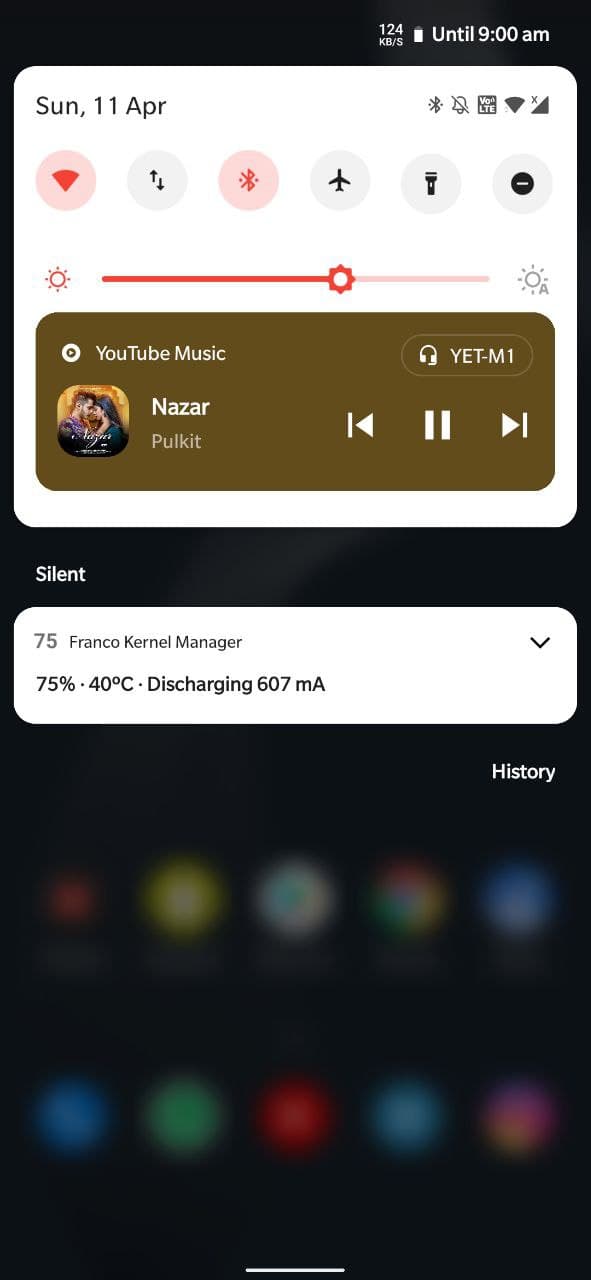 124
KB/S
Until 9:00 am
Sun, 11 Apr
Vo))
LTE
X
YouTube Music
YET-M1
Nazar
Nazar
Pulkit
A
Silent
75 Franco Kernel Manager
75% · 40ºC · Discharging 607 mA
History